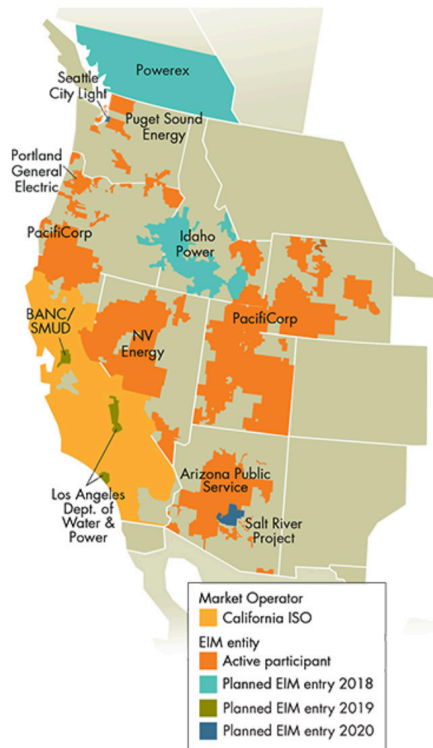 Powerex
Seattle
City Light
Puget Sound
Energy
Portland
General
Electric
PacifiCorp
Idaho
Power
BANC/
SMUD
NV
Energy
PacifiCorp
Los Angeles
Dept. of
Water &
Power
Arizona Public
Service
Salt River
Project
Market Operator
California ISO
EIM entity
Active participant
Planned EIM entry 2018
Planned EIM entry 2019
Planned EIM entry 2020